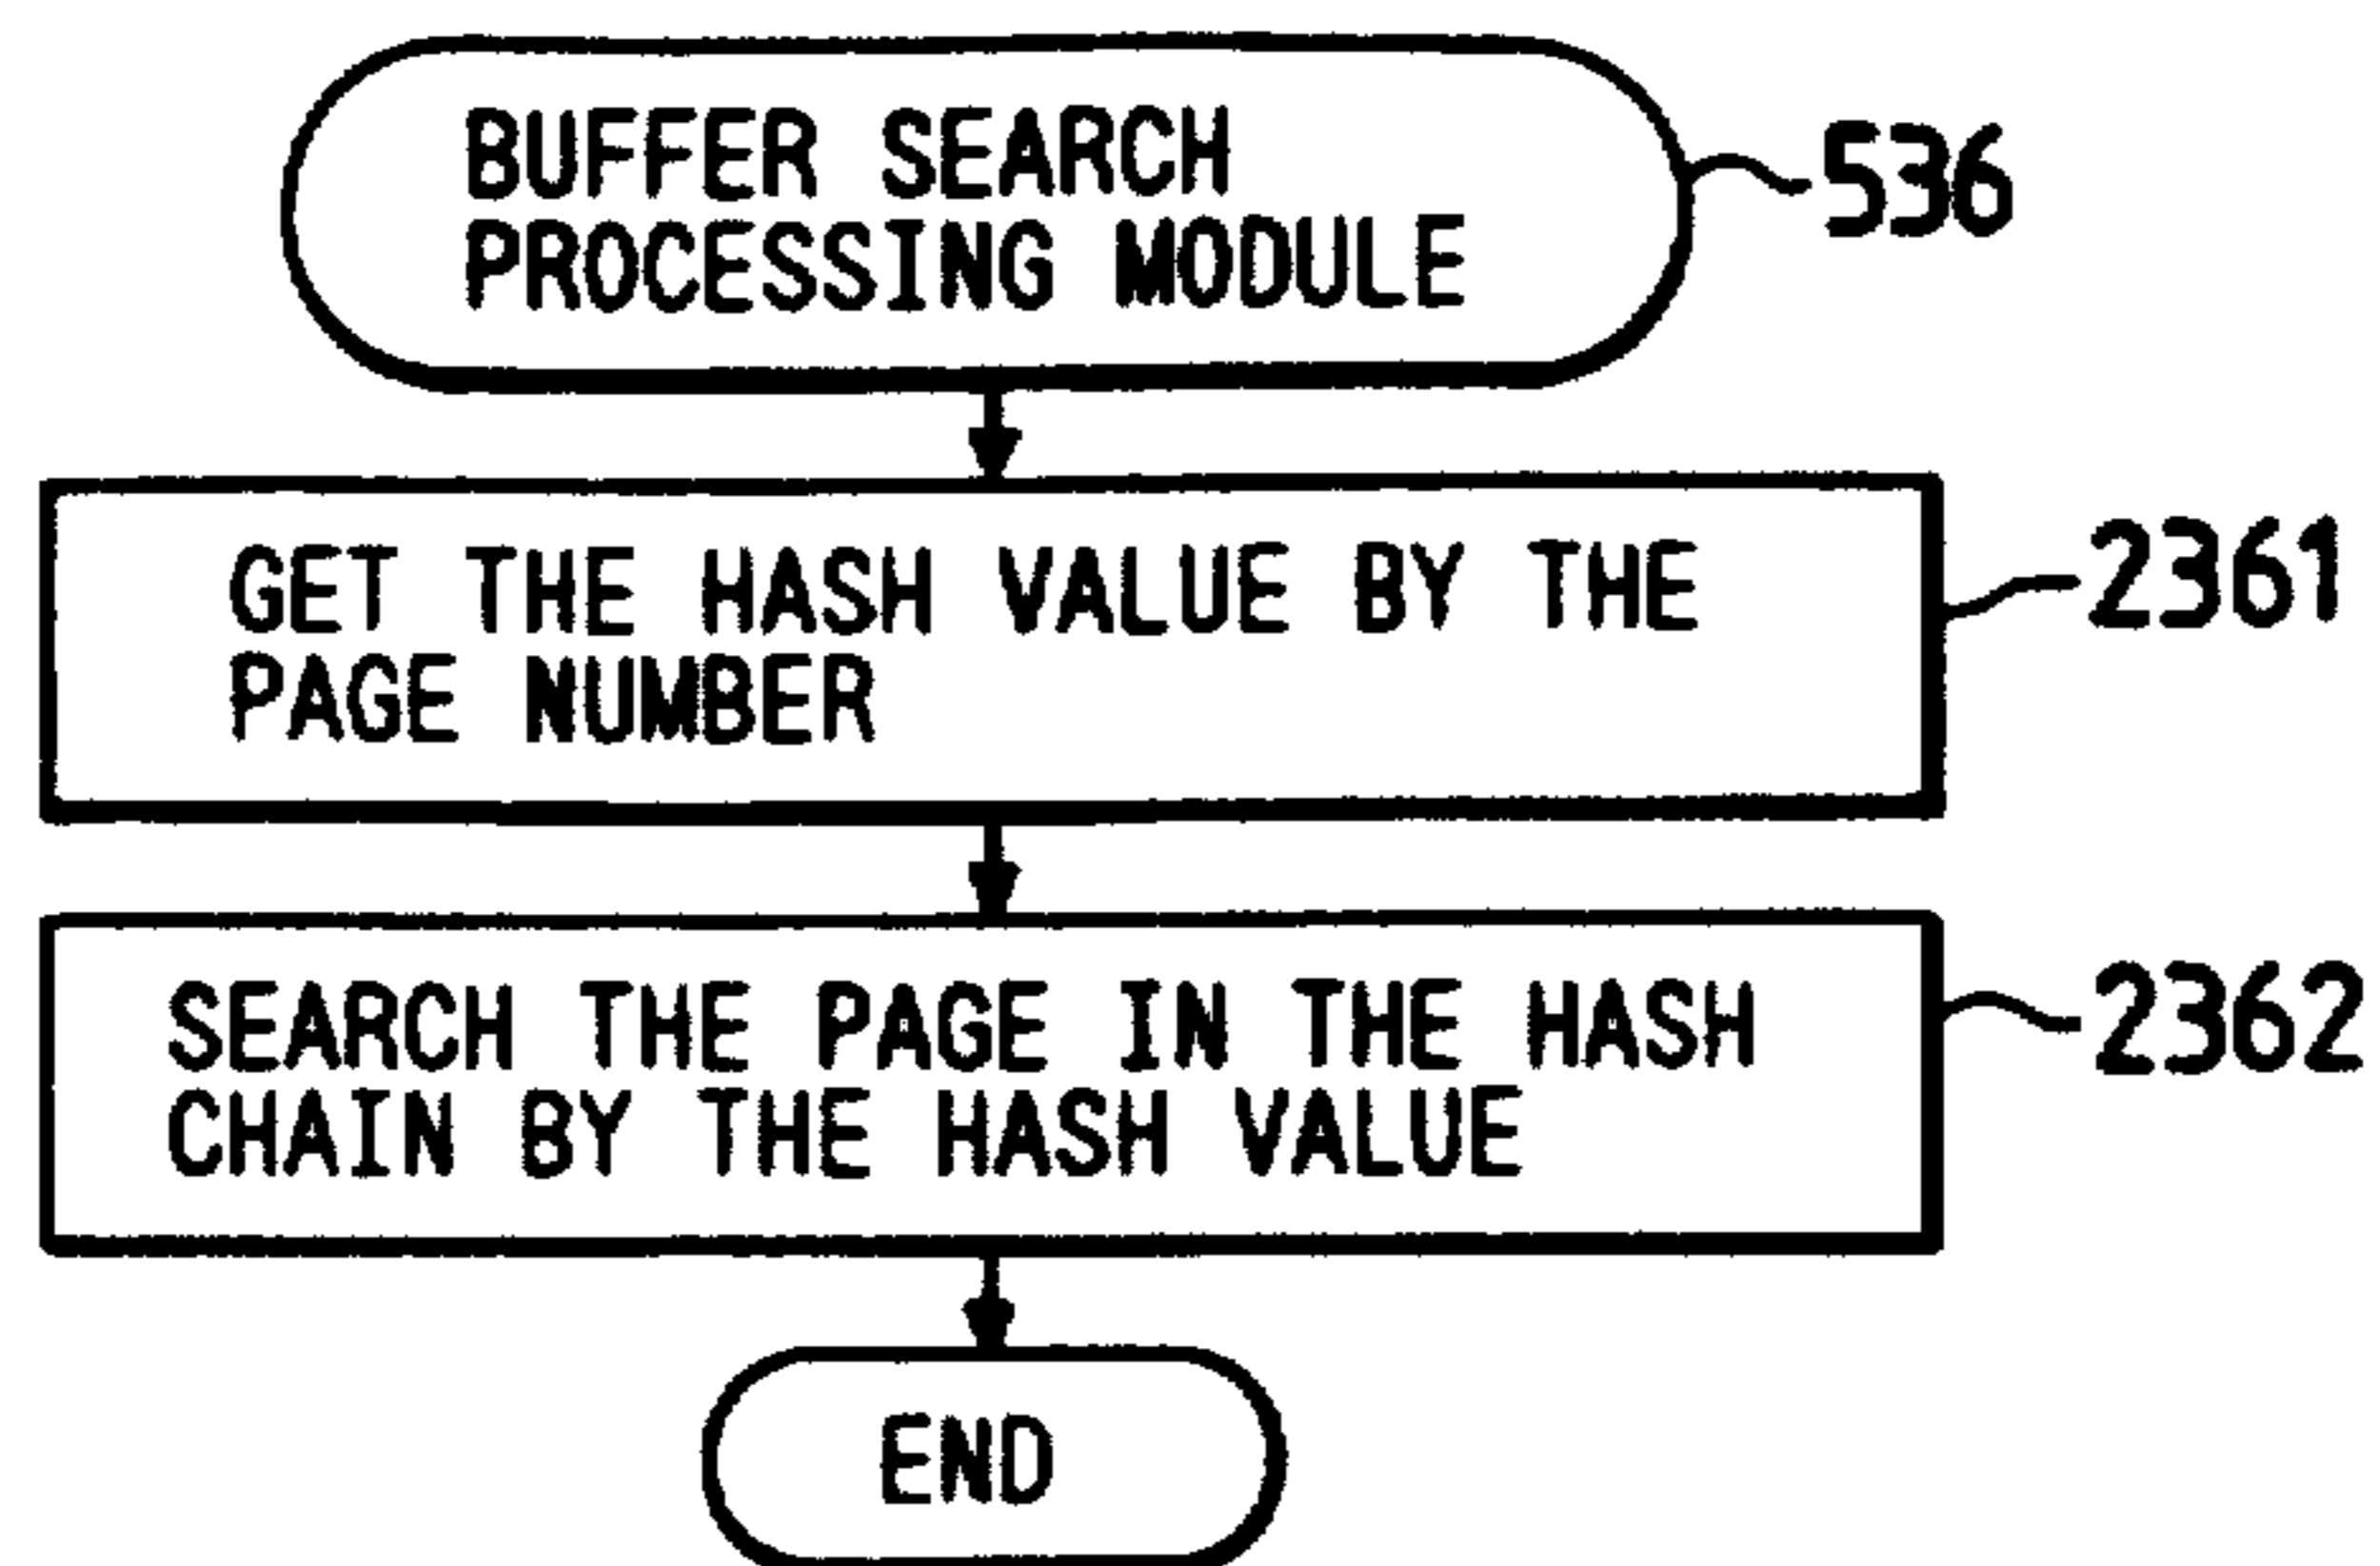 BUFFER SEARCH
PROCESSING MODULE
536
GET THE HASH VALUE BY THE
PAGE NUMBER
2361
SEARCH THE PAGE IN THE HASH
CHAIN BY THE HASH VALUE
2362
END